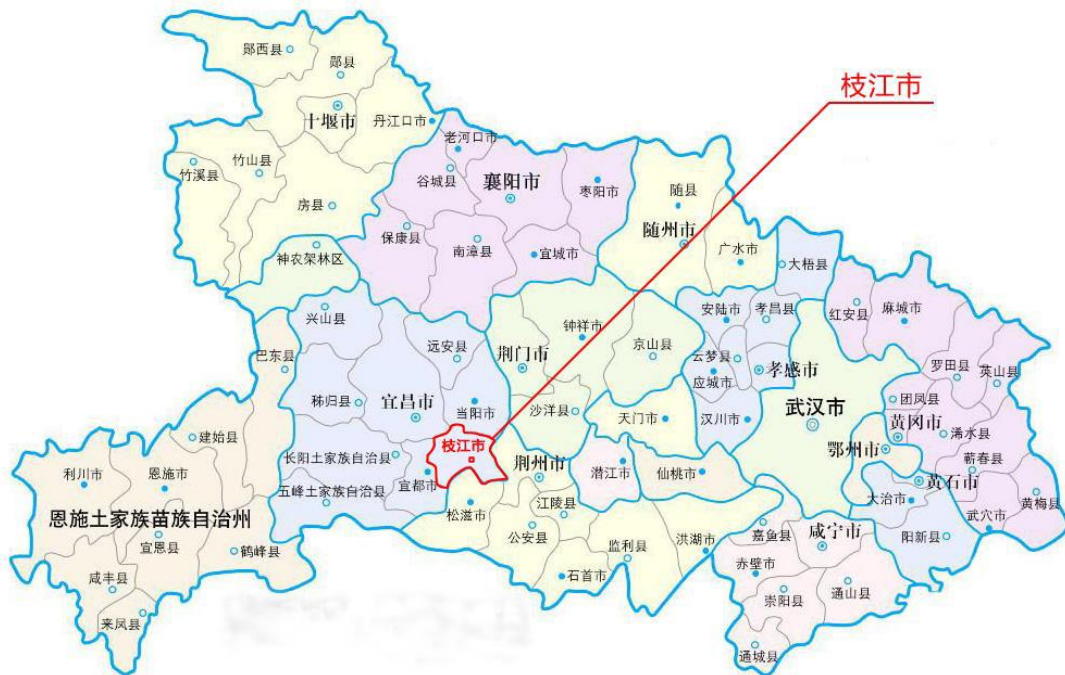 枝江市
郧西县
郧县
十堰市
丹江口市
老河口市
竹山县
竹溪县
谷城县
襄阳市
枣阳市
随县
房县
随州市
保康县
南漳县
宜城市
广水市
神农架林区
大梧县
兴山县
安陆市
孝昌县
红安县
麻城市
钟祥市
远安县
荆门市
京山县
巴东县
云梦县
应城市
孝感市
罗田县
英山县
秭归县
宜昌市
当阳市
沙洋县
天门市
汉川市
武汉市
团凤县
黄冈市
浠水县
建始县
枝江市
鄂州市
长阳土家族自治县
荆州市
蕲春县
利川市
恩施市
宜都市
潜江市
仙桃市
黄石市
五峰土家族自治县
江陵县
大治市
黄梅县
恩施土家族苗族自治州
松滋市
公安县
武穴市
宣恩县
鹤峰县
监利县
洪湖市
嘉鱼县
咸宁市
阳新县
咸丰县
石首市
赤壁市
崇阳县
通山县
来凤县
通城县